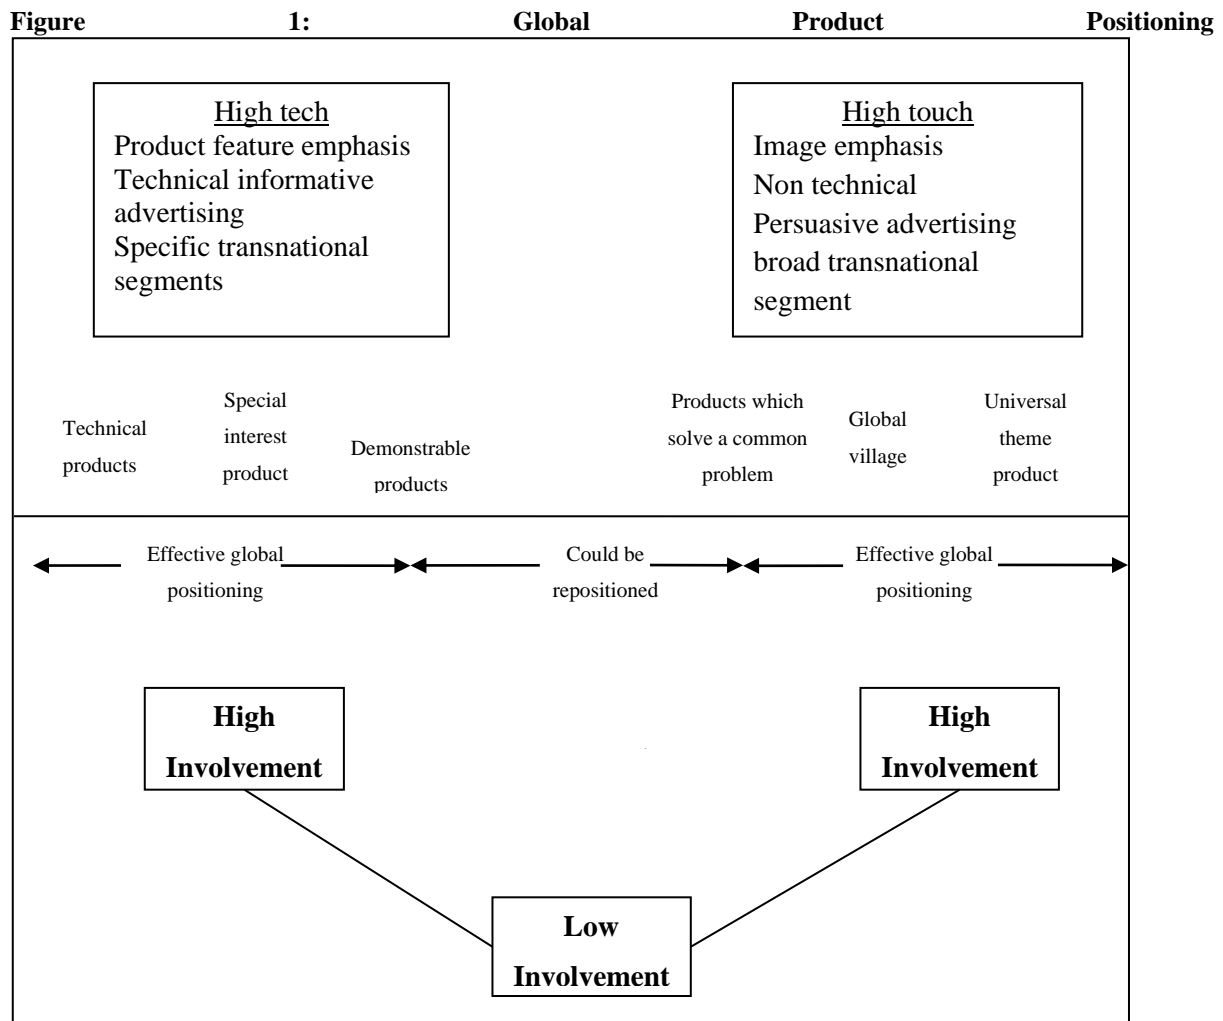 Figure 1: Global Product Positioning
High tech
Product feature emphasis
Technical informative
advertising
Specific transnational
segments
High touch
Image emphasis
Non technical
Persuasive advertising
broad transnational
segment
Technical
products
Special
interest
product
Demonstrable
products
Products which
solve a common
problem
Global
village
Universal
theme
product
Effective global
positioning
Could be
repositioned
Effective global
positioning
High
Involvement
High
Involvement
Low
Involvement